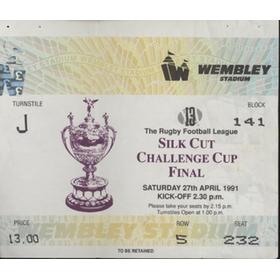 WEMBLEY
STADIUM
TURNSTILE
BLOCK
J
13
141
The Rugby Football League
SILK CUT
CHALLENGE CUP
FINAL
SATURDAY 27th APRIL 1991
KICK-OFF 2.30 p.m.
Please take your seats by 2.15 p.m.
Turnstiles Open at 1.00 p.m.
PRICE
ROW
SEAT
13.00
5
232
WEMBLEY STADIUM
TO BE RETAINED